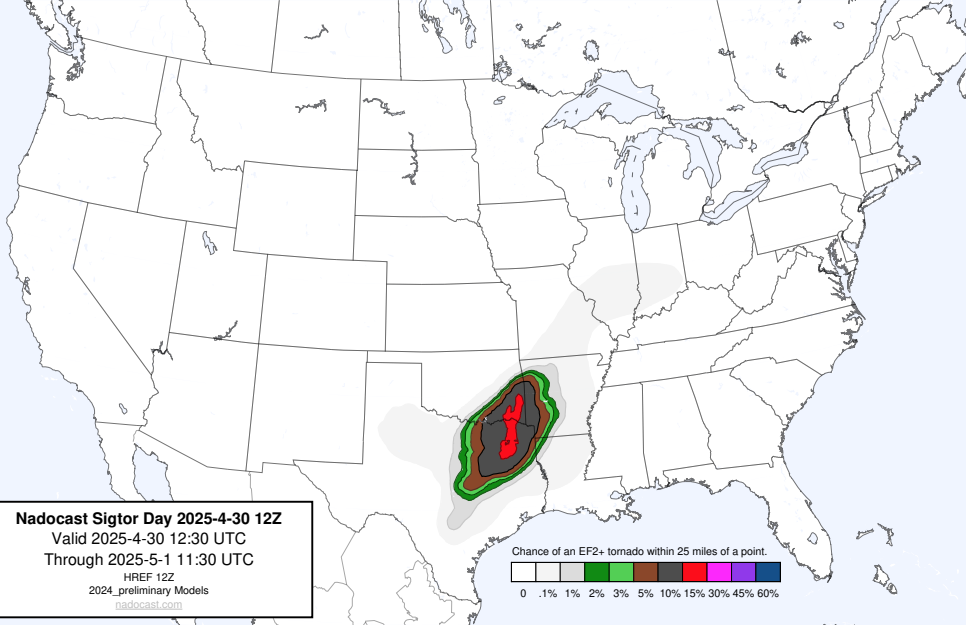 Nadocast Sigtor Day 2025-4-30 12Z
Valid 2025-4-30 12:30 UTC
Through 2025-5-1 11:30 UTC
HREF 12Z
2024_preliminary Models
nadocast.com
Chance of an EF2+ tornado within 25 miles of a point.
0 .1% 1% 2% 3% 5% 10% 15% 30% 45% 60%